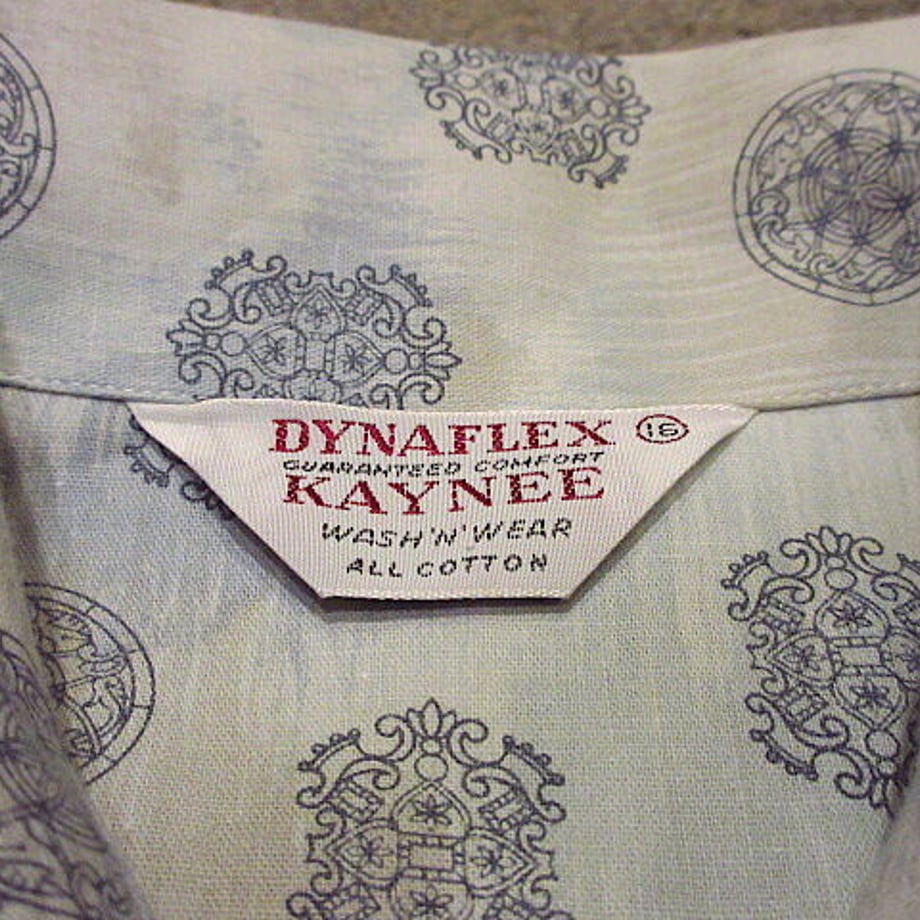 DYNAFLEX 16
GUARANTEED COMFORT
KAYNEE
WASH'N'WEAR
ALL COTTON